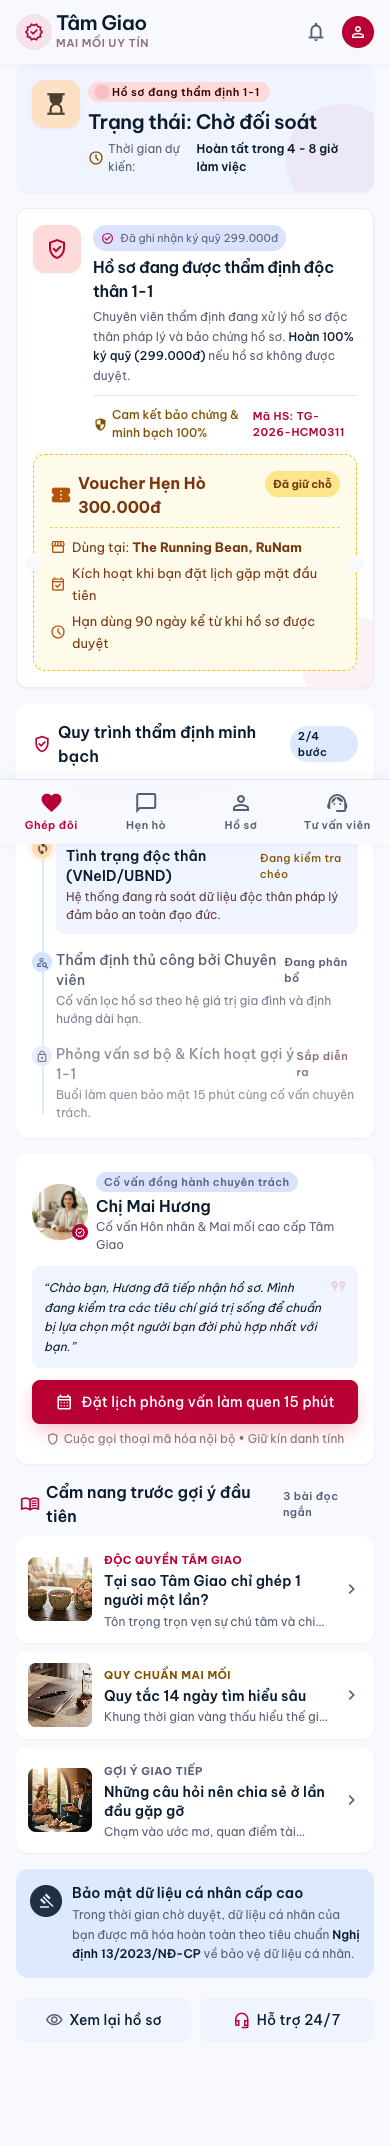 Tâm Giao
MAI MỐI UY TÍN
Hồ sơ đang thẩm định 1-1
Trạng thái: Chờ đối soát
Thời gian dự
kiến:
Hoàn tất trong 4 - 8 giờ
làm việc
Đã ghi nhận ký quỹ 299.000đ
Hồ sơ đang được thẩm định độc
thân 1-1
Chuyên viên thẩm định đang xử lý hồ sơ độc
thân pháp lý và bảo chứng hồ sơ. Hoàn 100%
ký quỹ (299.000đ) nếu hồ sơ không được
duyệt.
Cam kết bảo chứng &
minh bạch 100%
Mã HS: TG-
2026-HCM0311
Voucher Hẹn Hò
300.000đ
Đã giữ chỗ
Dùng tại: The Running Bean, RuNam
Kích hoạt khi bạn đặt lịch gặp mặt đầu
tiên
Hạn dùng 90 ngày kể từ khi hồ sơ được
duyệt
Quy trình thẩm định minh
bạch
2/4
bước
Ghép đôi
Hẹn hò
Hồ sơ
Tư vấn viên
Tình trạng độc thân
(VNeID/UBND)
Đang kiểm tra
chéo
Hệ thống đang rà soát dữ liệu độc thân pháp lý
đảm bảo an toàn đạo đức.
Thẩm định thủ công bởi Chuyên
viên
Đang phân
bổ
Cố vấn lọc hồ sơ theo hệ giá trị gia đình và định
hướng dài hạn.
Phỏng vấn sơ bộ & Kích hoạt gợi ý
1-1
Sắp diễn
ra
Buổi làm quen bảo mật 15 phút cùng cố vấn chuyên
trách.
Cố vấn đồng hành chuyên trách
Chị Mai Hương
Cố vấn Hôn nhân & Mai mối cao cấp Tâm
Giao
“Chào bạn, Hương đã tiếp nhận hồ sơ. Mình
đang kiểm tra các tiêu chí giá trị sống để chuẩn
bị lựa chọn một người bạn đời phù hợp nhất với
bạn.”
Đặt lịch phỏng vấn làm quen 15 phút
Cuộc gọi thoại mã hóa nội bộ • Giữ kín danh tính
Cẩm nang trước gợi ý đầu
tiên
3 bài đọc
ngắn
ĐỘC QUYỀN TÂM GIAO
Tại sao Tâm Giao chỉ ghép 1
người một lần?
Tôn trọng trọn vẹn sự chú tâm và chi...
QUY CHUẨN MAI MỐI
Quy tắc 14 ngày tìm hiểu sâu
Khung thời gian vàng thấu hiểu thế gi...
GỢI Ý GIAO TIẾP
Những câu hỏi nên chia sẻ ở lần
đầu gặp gỡ
Chạm vào ước mơ, quan điểm tài...
Bảo mật dữ liệu cá nhân cấp cao
Trong thời gian chờ duyệt, dữ liệu cá nhân của
bạn được mã hóa hoàn toàn theo tiêu chuẩn Nghị
định 13/2023/NĐ-CP về bảo vệ dữ liệu cá nhân.
Xem lại hồ sơ
Hỗ trợ 24/7